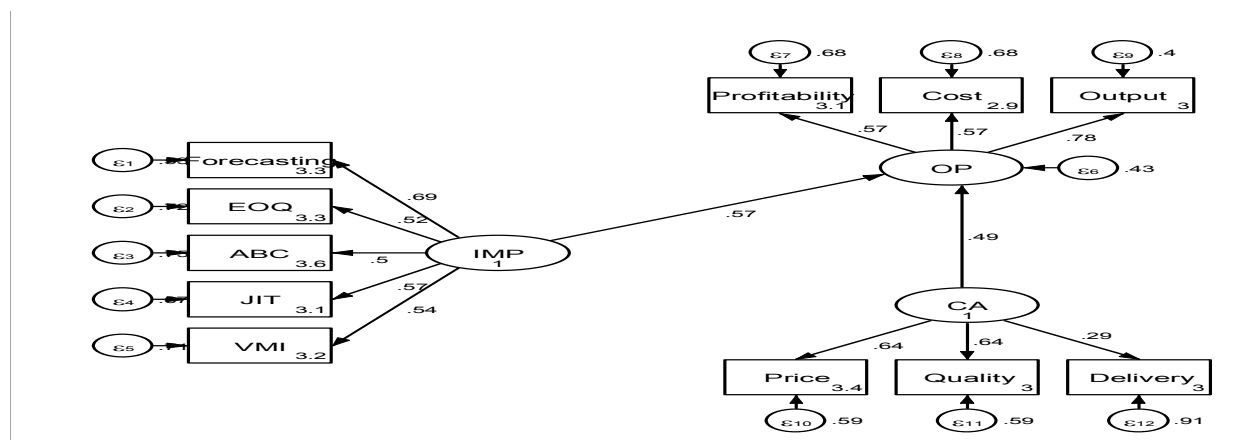 ε7 .68
ε8 .68
ε9 .4
Profitability 3.1
Cost 2.9
Output 3
.57
.57
.78
OP
ε6 .43
ε1
Forecasting 3.3
ε2
EOQ 3.3
ε3
ABC 3.6
ε4
JIT 3.1
ε5
VMI 3.2
.69
.52
.5
.57
.54
IMP
1
.57
.49
CA
1
.64
.64
.29
Price 3.4
Quality 3
Delivery 3
ε10 .59
ε11 .59
ε12 .91